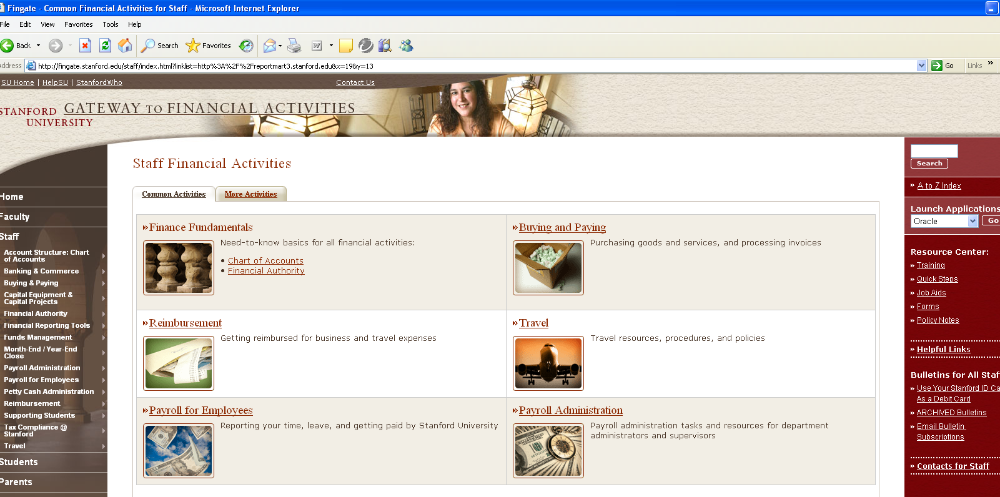 Fingate - Common Financial Activities for Staff - Microsoft Internet Explorer
File Edit View Favorites Tools Help
Back Search Favorites
Address http://fingate.stanford.edu/staff/index.html?linklist=http%3A%2F%2Freportmart3.stanford.edu&x=19&y=13 Go Links »
SU Home | HelpSU | StanfordWho Contact Us
STANFORD GATEWAY TO FINANCIAL ACTIVITIES
UNIVERSITY
Staff Financial Activities
Common Activities More Activities
Home
Faculty
Staff
Account Structure: Chart
of Accounts
Banking & Commerce
Buying & Paying
Capital Equipment &
Capital Projects
Financial Authority
Financial Reporting Tools
Funds Management
Month-End / Year-End
Close
Payroll Administration
Payroll for Employees
Petty Cash Administration
Reimbursement
Supporting Students
Tax Compliance @
Stanford
Travel
Students
Parents
Finance Fundamentals
Need-to-know basics for all financial activities:
• Chart of Accounts
• Financial Authority
Buying and Paying
Purchasing goods and services, and processing invoices
Reimbursement
Getting reimbursed for business and travel expenses
Travel
Travel resources, procedures, and policies
Payroll for Employees
Reporting your time, leave, and getting paid by Stanford University
Payroll Administration
Payroll administration tasks and resources for department
administrators and supervisors
Search
A to Z Index
Launch Applications
Oracle Go
Resource Center:
Training
Quick Steps
Job Aids
Forms
Policy Notes
Helpful Links
Bulletins for All Staf
Use Your Stanford ID Ca
As a Debit Card
ARCHIVED Bulletins
Email Bulletin
Subscriptions
Contacts for Staff